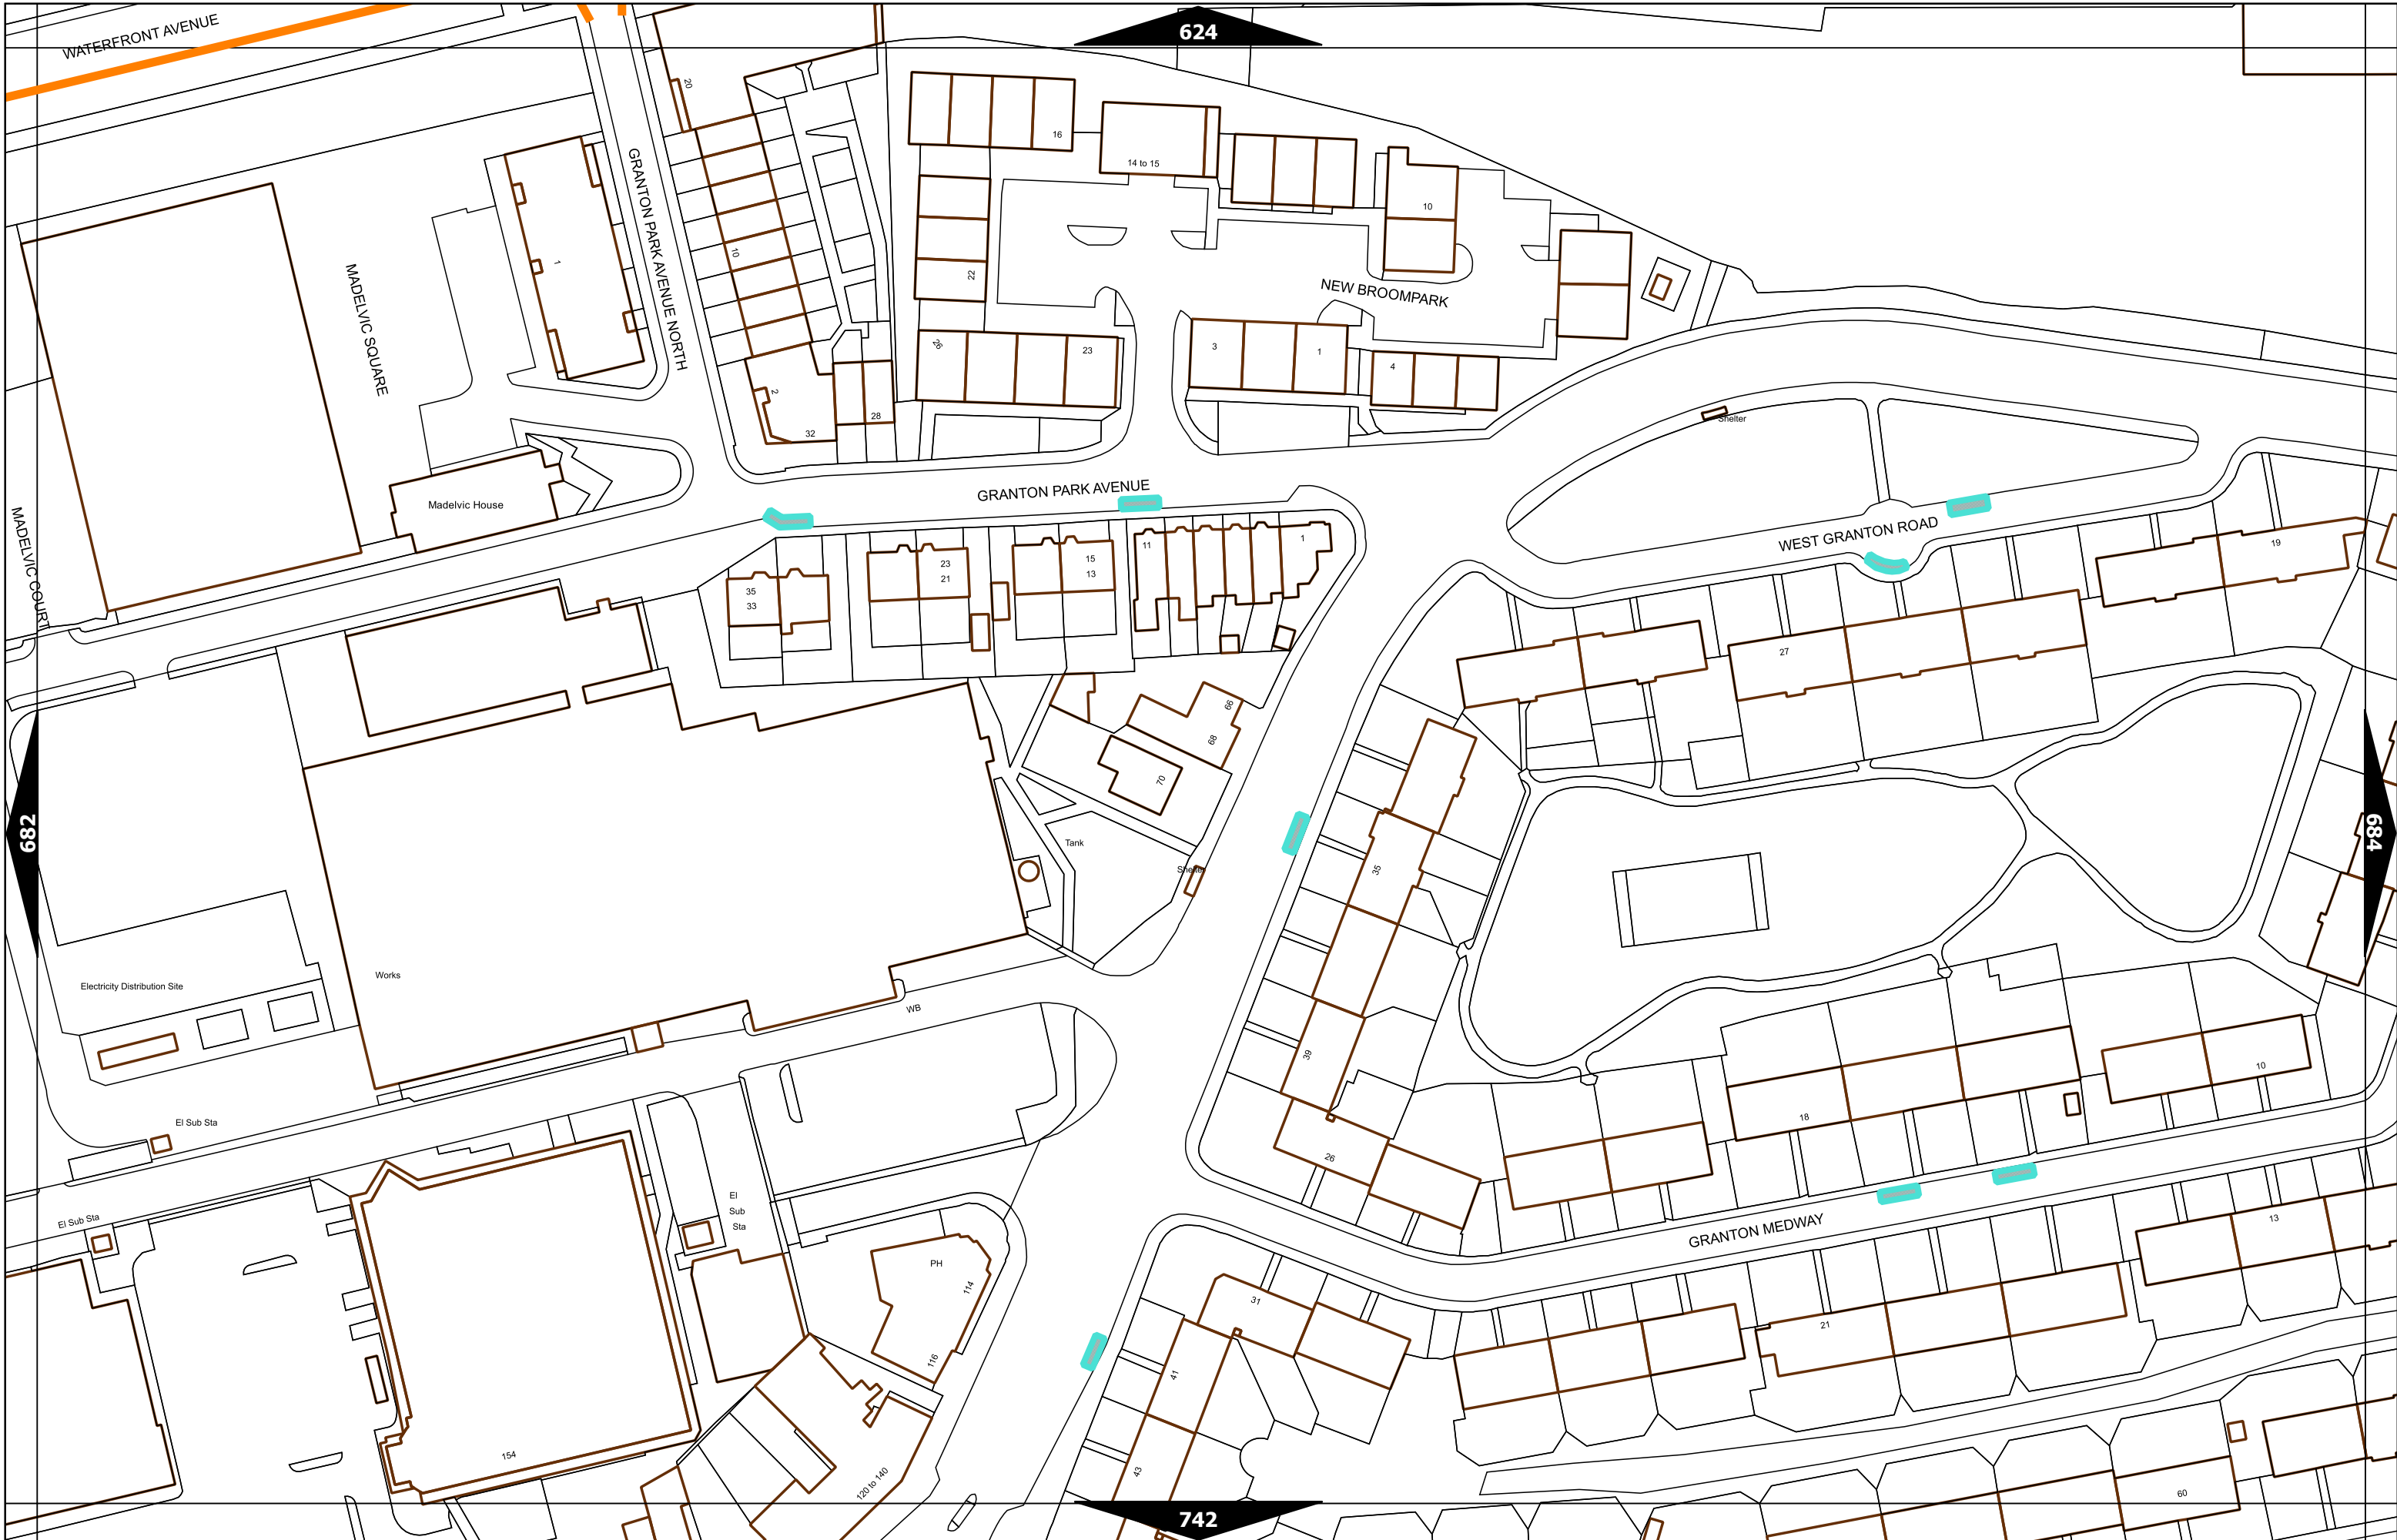 624
WATERFRONT AVENUE
20
16
14 to 15
GRANTON PARK AVENUE NORTH
10
10
1
MADELVIC SQUARE
22
NEW BROOMPARK
26
23
3
1
4
2
28
32
Shelter
GRANTON PARK AVENUE
Madelvic House
MADELVIC COURT
WEST GRANTON ROAD
19
11
1
15
13
23
21
35
33
27
66
68
70
682
684
Tank
Shelter
35
Works
Electricity Distribution Site
WB
39
10
El Sub Sta
18
26
El
Sub
Sta
El Sub Sta
GRANTON MEDWAY
13
PH
114
31
21
116
41
154
43
120 to 140
60
742